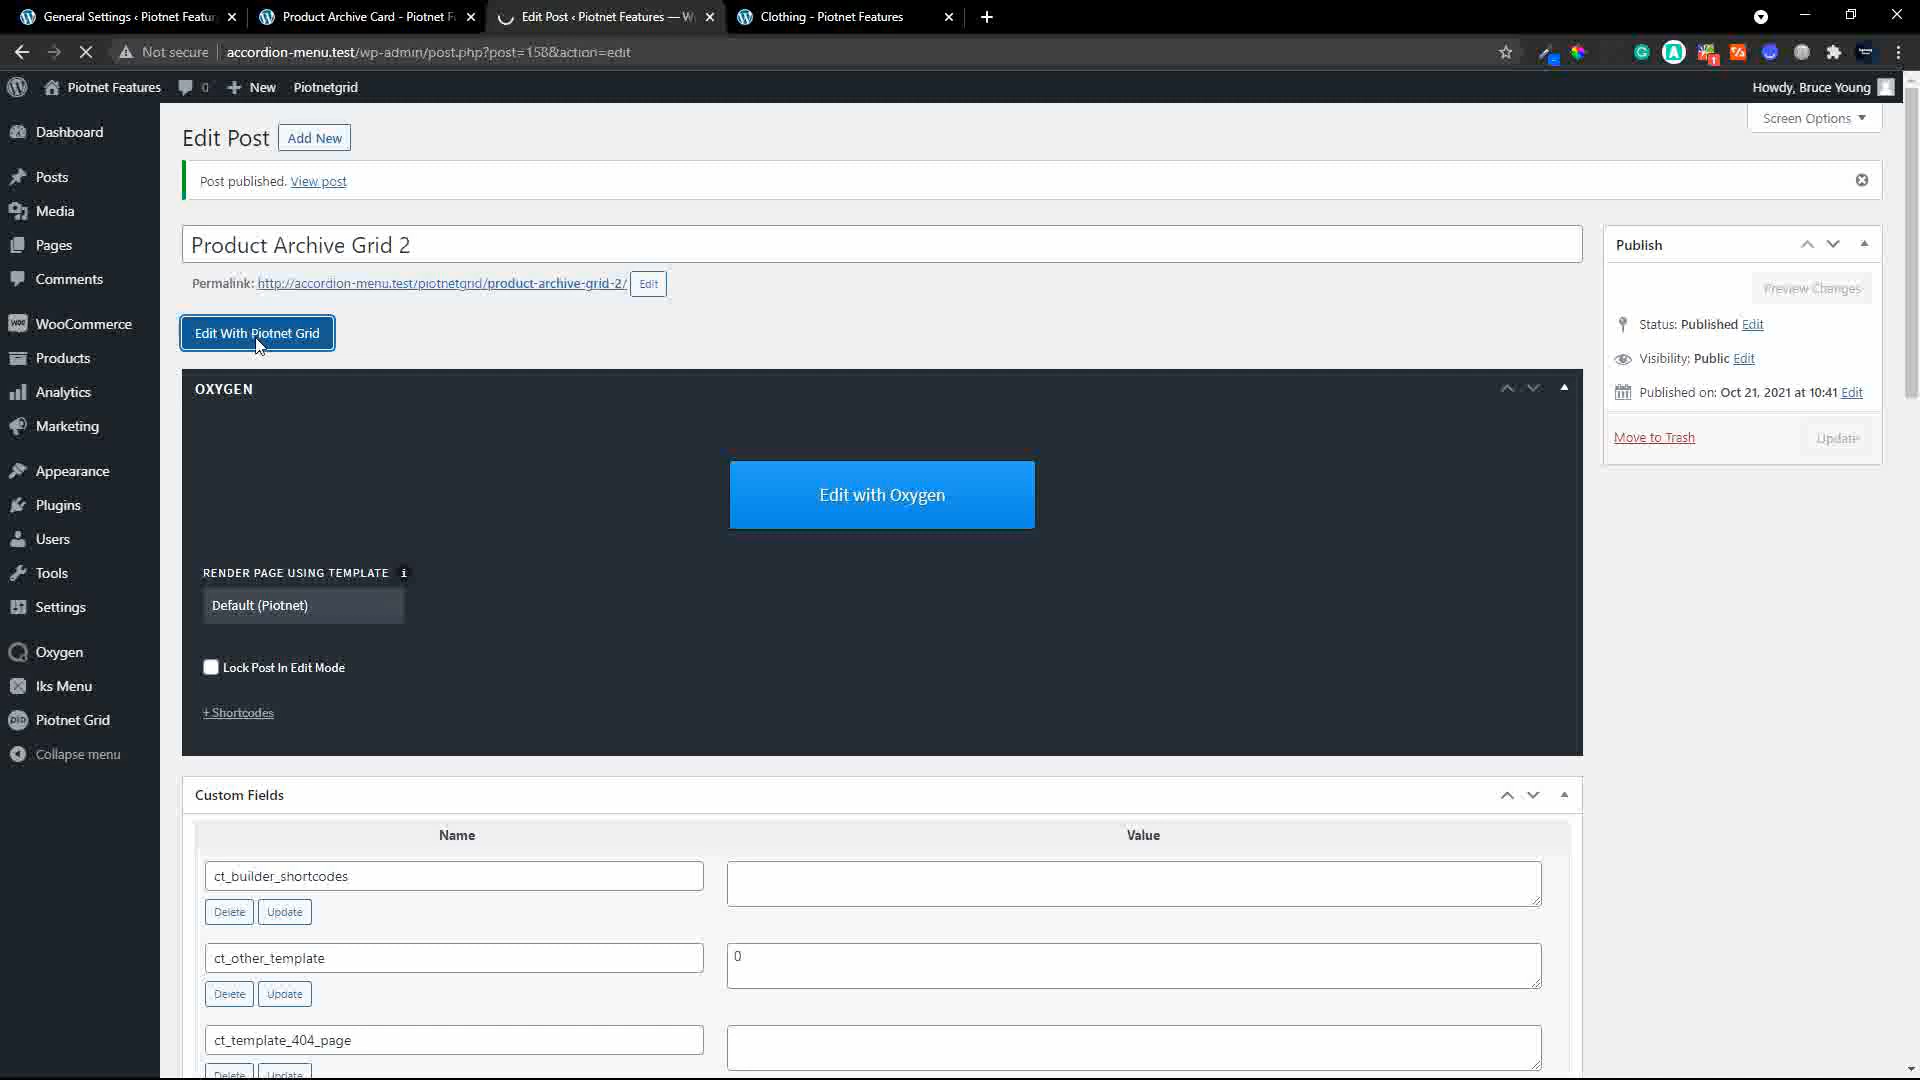 General Settings ‹ Piotnet Featur
Product Archive Card - Piotnet F
Edit Post ‹ Piotnet Features — W
Clothing - Piotnet Features
Not secure
accordion-menu.test/wp-admin/post.php?post=158&action=edit
Piotnet Features
0
New
Piotnetgrid
Howdy, Bruce Young
Screen Options
Dashboard
Posts
Media
Pages
Comments
WooCommerce
Products
Analytics
Marketing
Appearance
Plugins
Users
Tools
Settings
Oxygen
Iks Menu
Piotnet Grid
Collapse menu
Edit Post
Add New
Post published. View post
Product Archive Grid 2
Permalink: http://accordion-menu.test/piotnetgrid/product-archive-grid-2/
Edit
Edit With Piotnet Grid
OXYGEN
Edit with Oxygen
RENDER PAGE USING TEMPLATE
Default (Piotnet)
Lock Post In Edit Mode
+ Shortcodes
Custom Fields
Name
Value
ct_builder_shortcodes
Delete
Update
ct_other_template
0
Delete
Update
ct_template_404_page
Delete
Update
Publish
Preview Changes
Status: Published Edit
Visibility: Public Edit
Published on: Oct 21, 2021 at 10:41 Edit
Move to Trash
Update